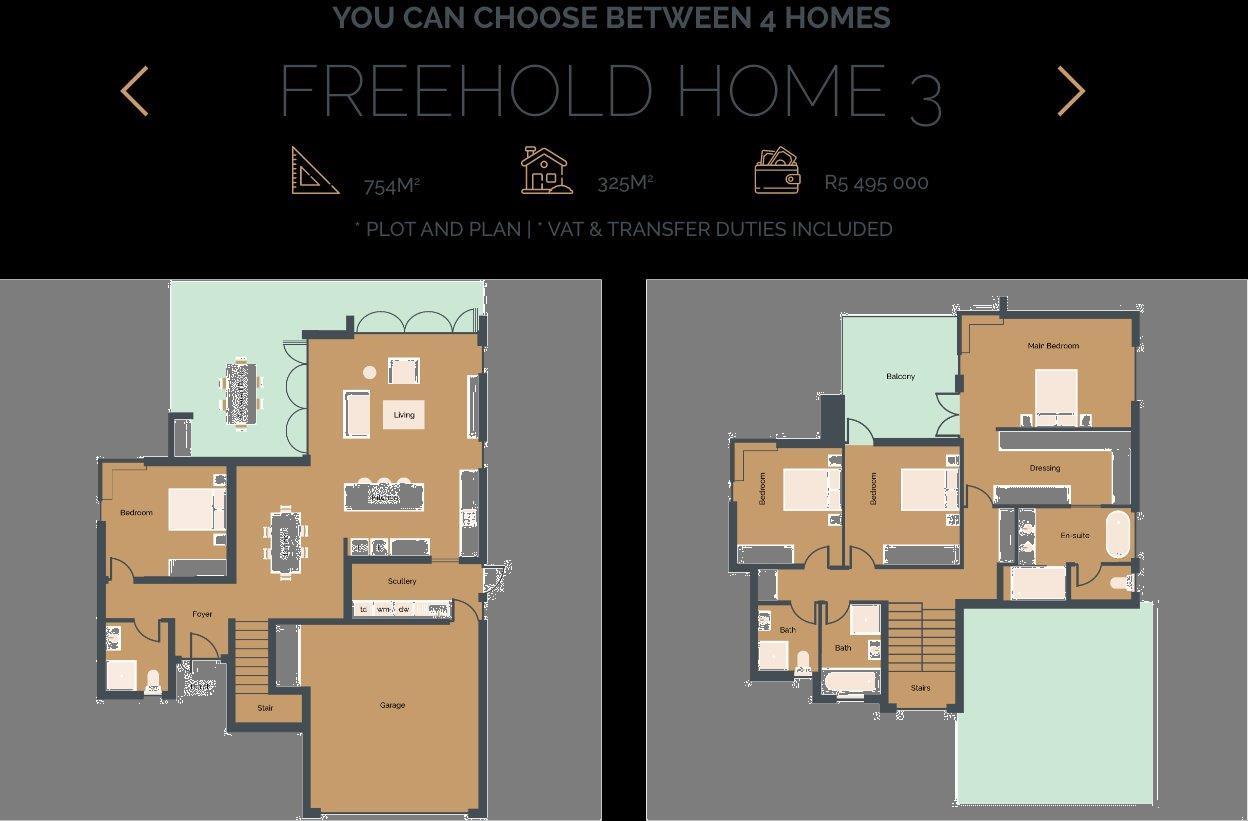 YOU CAN CHOOSE BETWEEN 4 HOMES
FREEHOLD HOME 3
754M²
325M²
R5 495 000
* PLOT AND PLAN | * VAT & TRANSFER DUTIES INCLUDED
Living
Bedroom
Scullery
td wm dw
Foyer
Stair
Garage
Main Bedroom
Balcony
Bedroom
Bedroom
Dressing
En-suite
Bath
Bath
Stairs